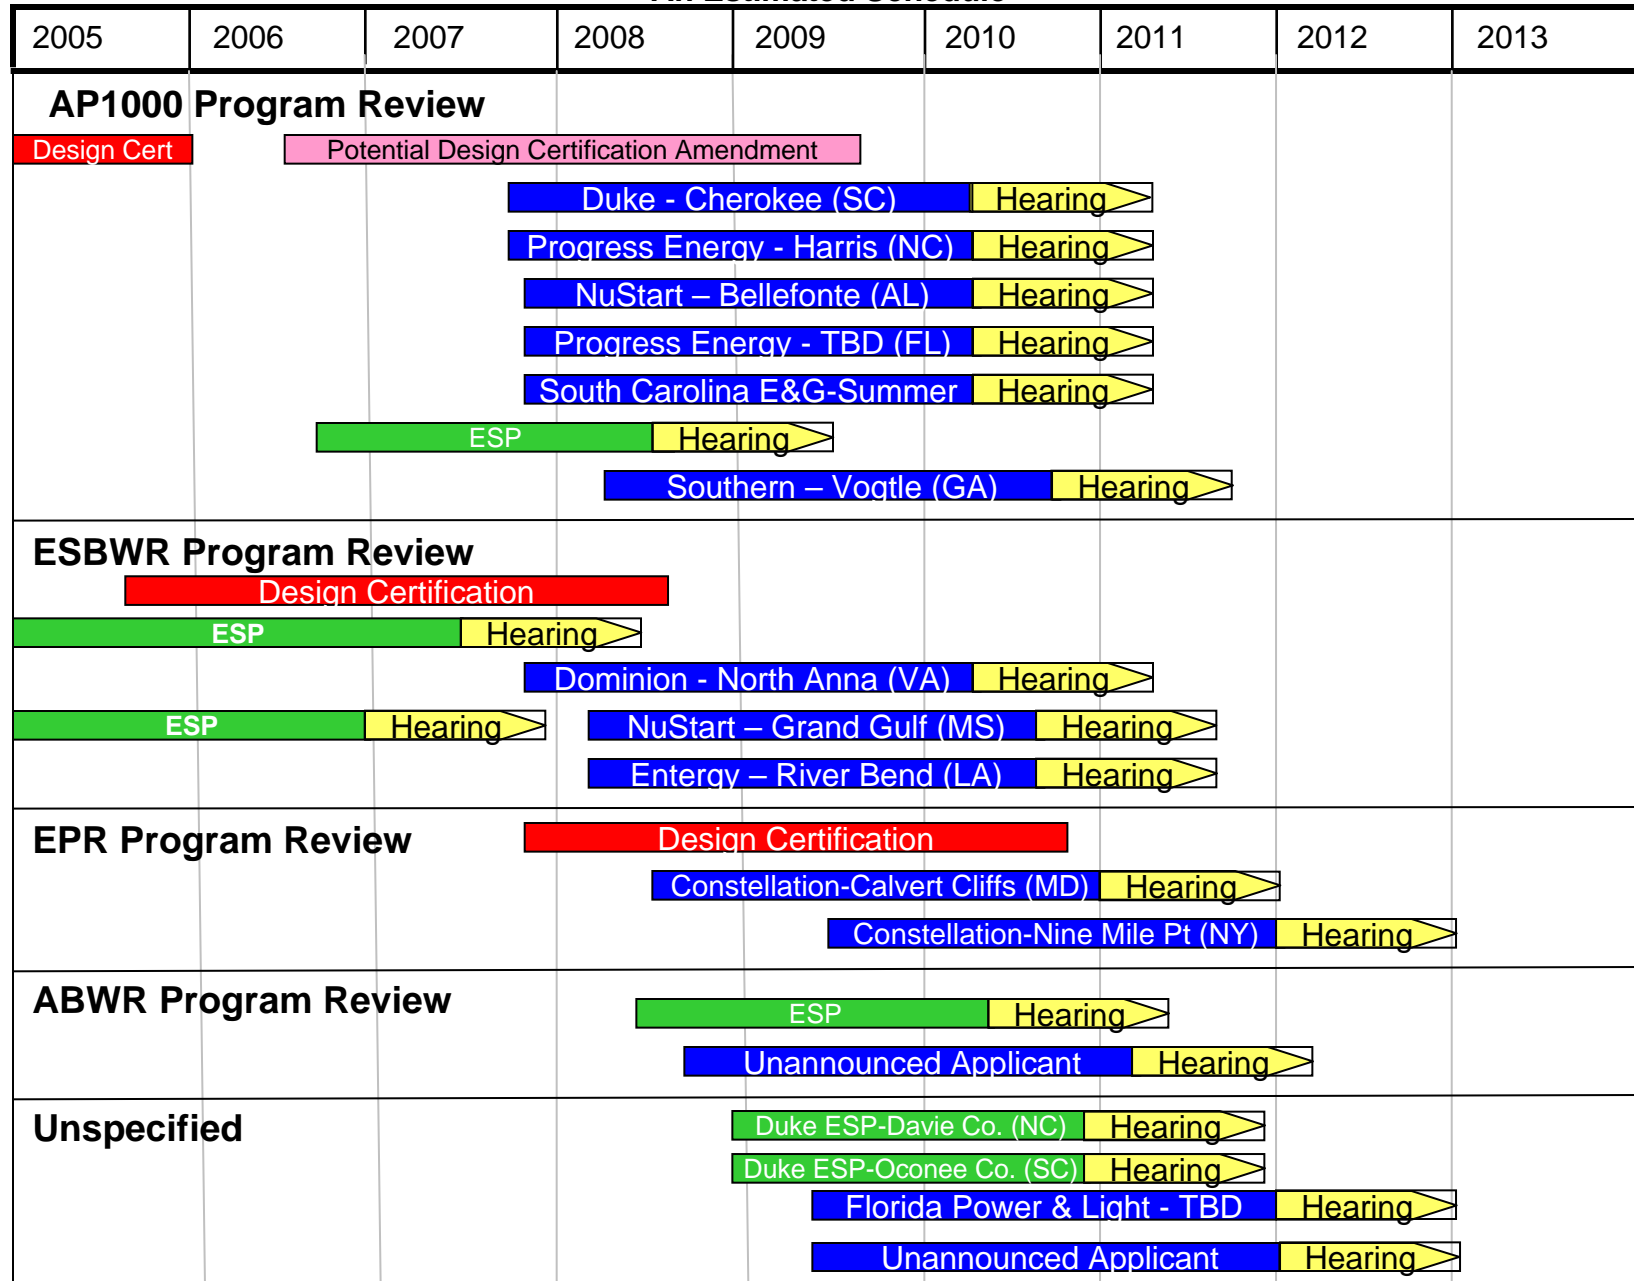 An Estimated Schedule
2005 2006 2007 2008 2009 2010 2011 2012 2013
AP1000 Program Review
Design Cert Potential Design Certification Amendment
Duke - Cherokee (SC) Hearing
Progress Energy - Harris (NC) Hearing
NuStart – Bellefonte (AL) Hearing
Progress Energy - TBD (FL) Hearing
South Carolina E&G-Summer Hearing
ESP Hearing
Southern – Vogtle (GA) Hearing
ESBWR Program Review
Design Certification
ESP Hearing
Dominion - North Anna (VA) Hearing
ESP Hearing NuStart – Grand Gulf (MS) Hearing
Entergy – River Bend (LA) Hearing
EPR Program Review
Design Certification
Constellation-Calvert Cliffs (MD) Hearing
Constellation-Nine Mile Pt (NY) Hearing
ABWR Program Review
ESP Hearing
Unannounced Applicant Hearing
Unspecified
Duke ESP-Davie Co. (NC) Hearing
Duke ESP-Oconee Co. (SC) Hearing
Florida Power & Light - TBD Hearing
Unannounced Applicant Hearing